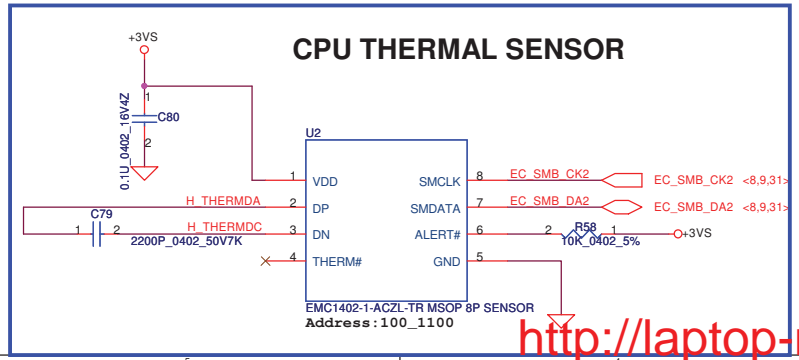 +3VS
CPU THERMAL SENSOR
1
C80
2
0.1U_0402_16V4Z
U2
1 VDD SMCLK 8 EC_SMB_CK2 EC_SMB_CK2 <8,9,31>
H_THERMDA 2 DP SMDATA 7 EC_SMB_DA2 EC_SMB_DA2 <8,9,31>
C79
1 2 H_THERMDC 3 DN ALERT# 6 2 R58 1 +3VS
2200P_0402_50V7K 10K_0402_5%
4 THERM# GND 5
EMC1402-1-ACZL-TR MSOP 8P SENSOR
Address:100_1100
http://laptop-